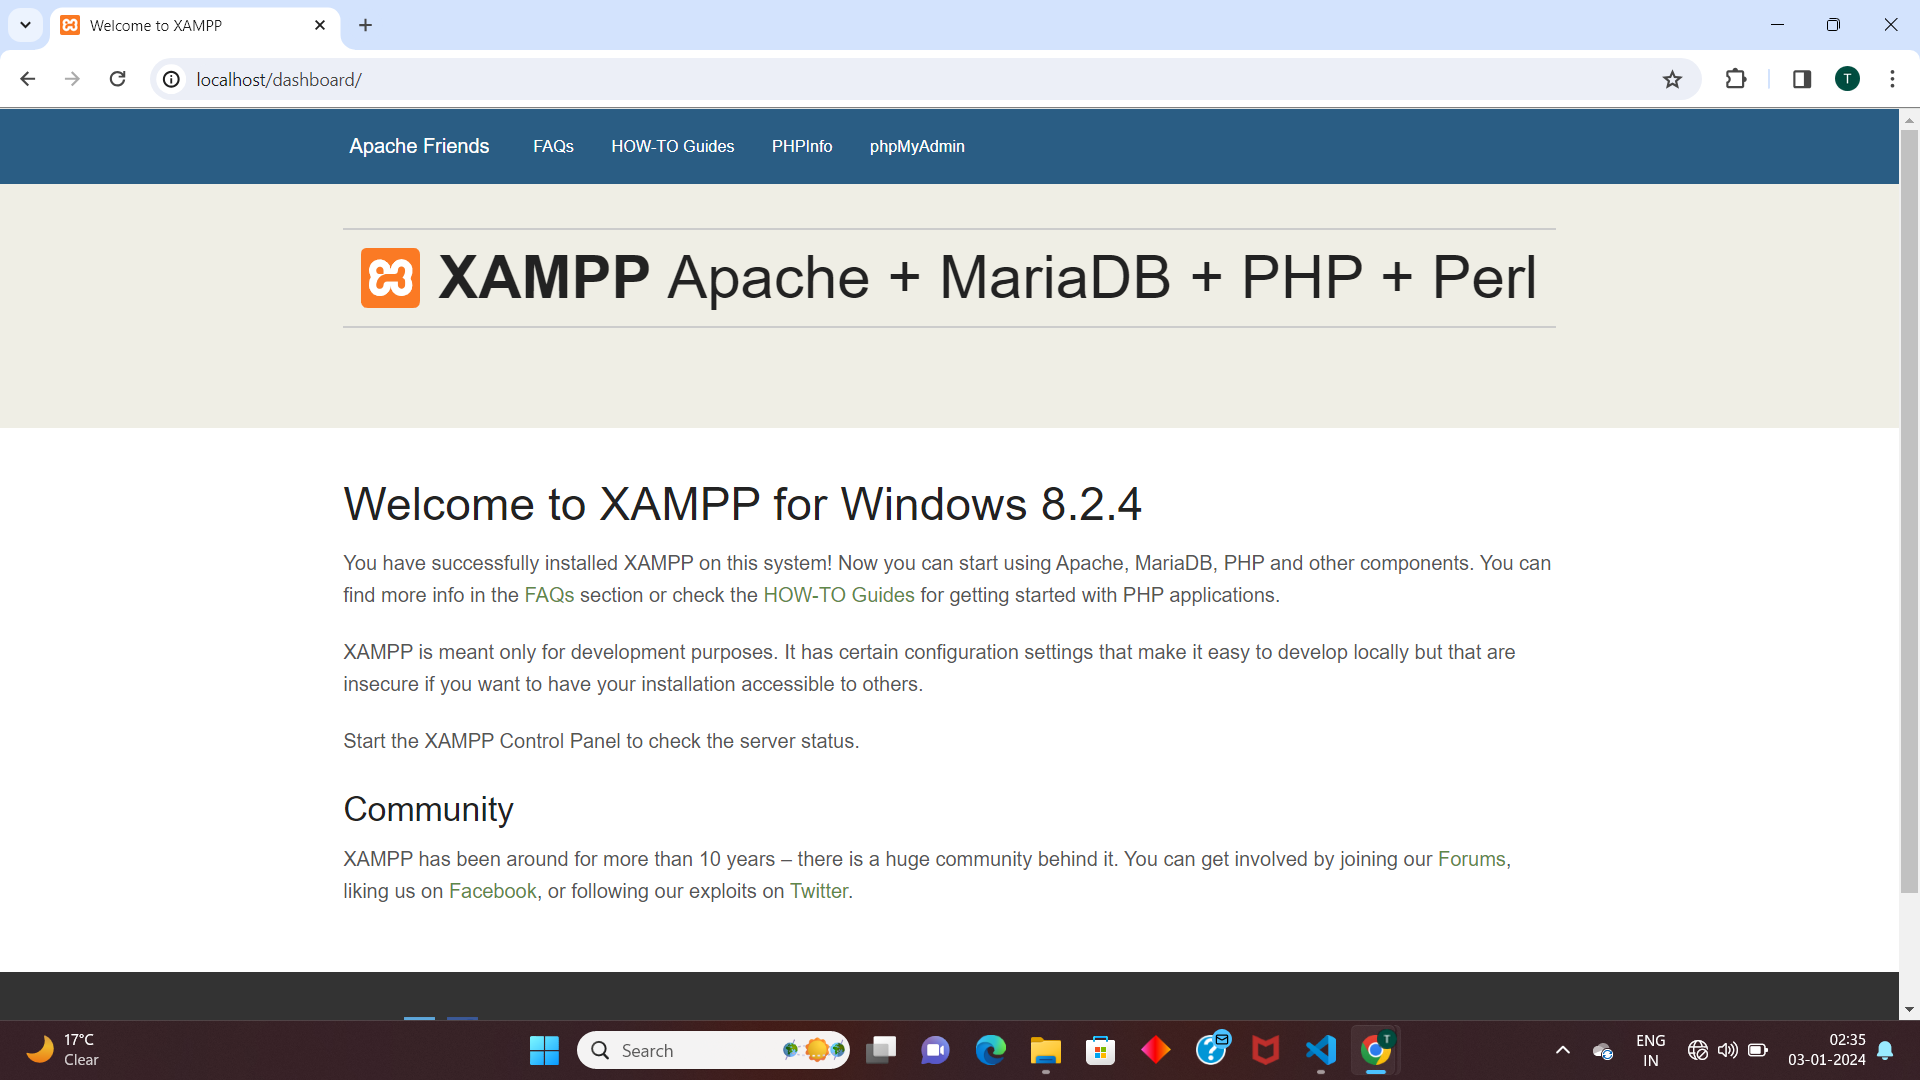 Welcome to XAMPP
localhost/dashboard/
T
Apache Friends FAQs HOW-TO Guides PHPInfo phpMyAdmin
XAMPP Apache + MariaDB + PHP + Perl
Welcome to XAMPP for Windows 8.2.4
You have successfully installed XAMPP on this system! Now you can start using Apache, MariaDB, PHP and other components. You can
find more info in the FAQs section or check the HOW-TO Guides for getting started with PHP applications.
XAMPP is meant only for development purposes. It has certain configuration settings that make it easy to develop locally but that are
insecure if you want to have your installation accessible to others.
Start the XAMPP Control Panel to check the server status.
Community
XAMPP has been around for more than 10 years – there is a huge community behind it. You can get involved by joining our Forums,
liking us on Facebook, or following our exploits on Twitter.
17°C
Clear
Search
T
ENG
IN
02:35
03-01-2024